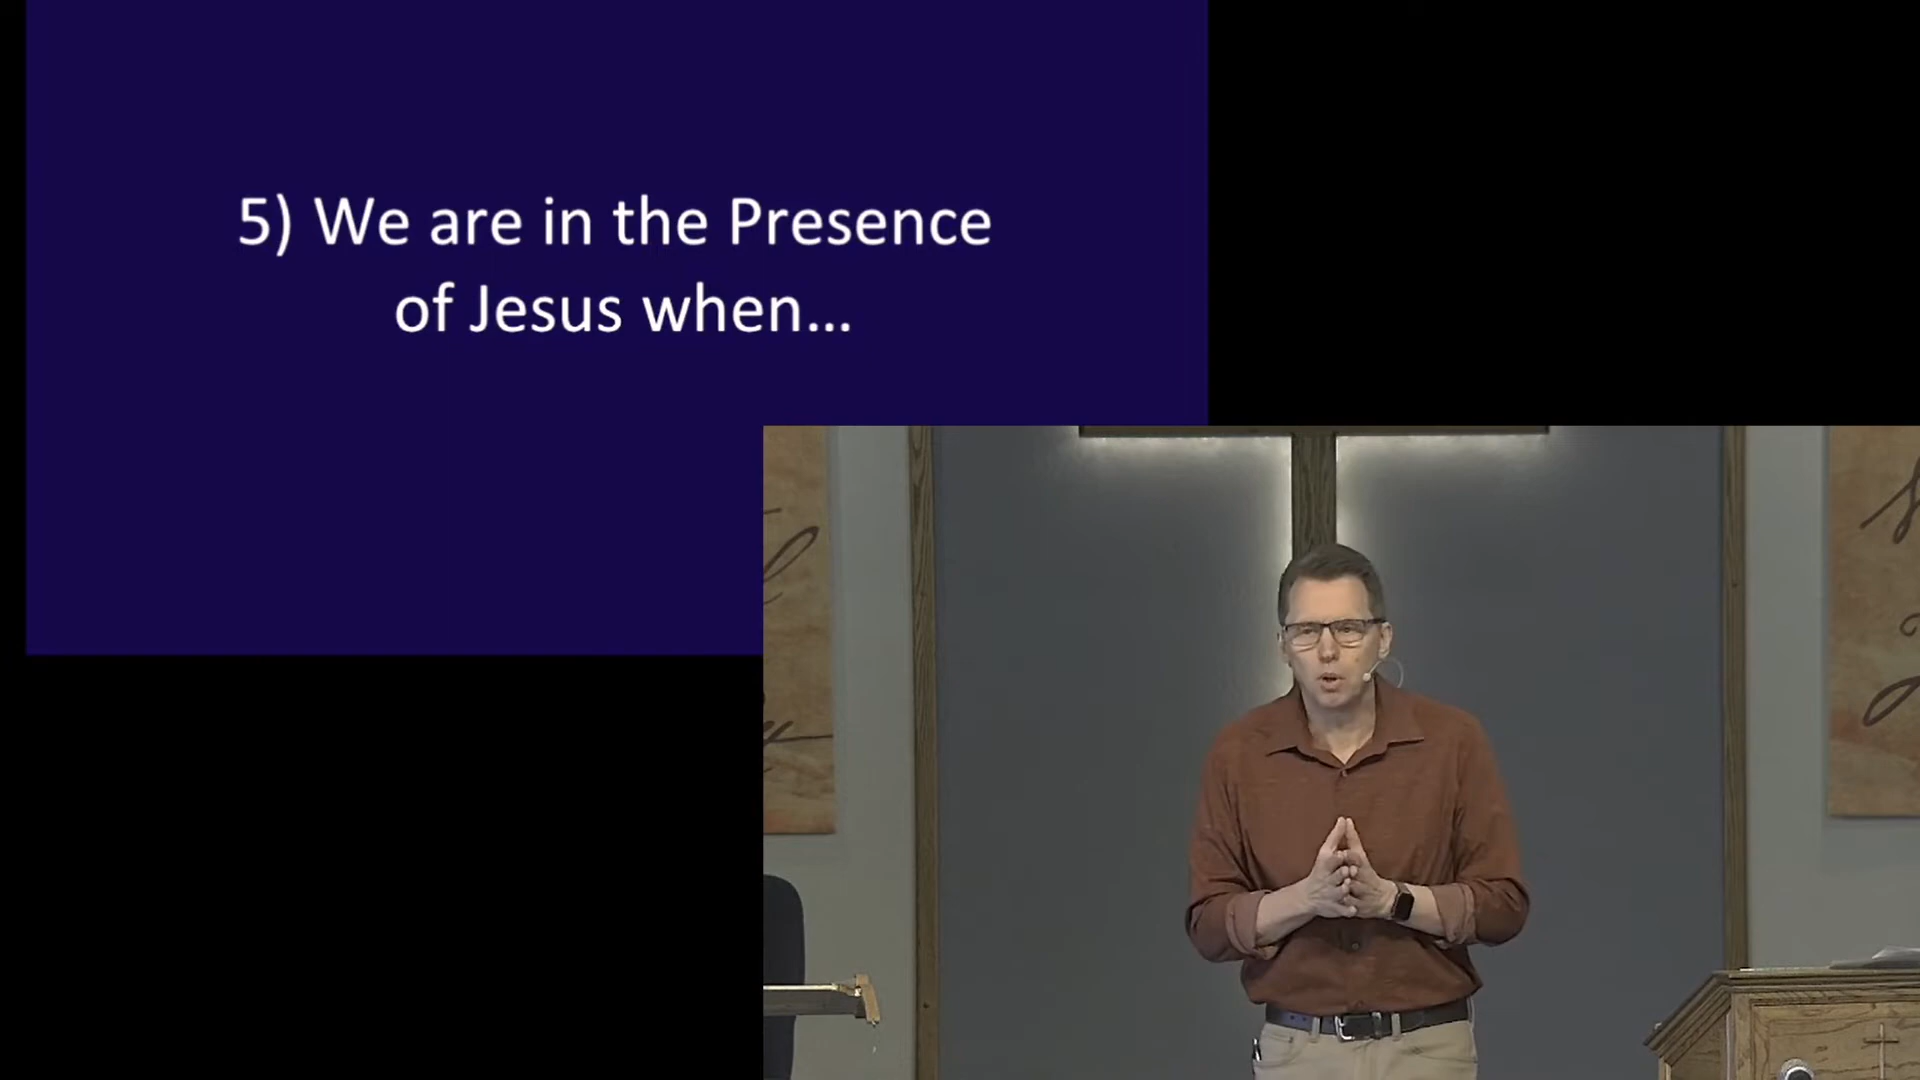 5) We are in the Presence
of Jesus when...